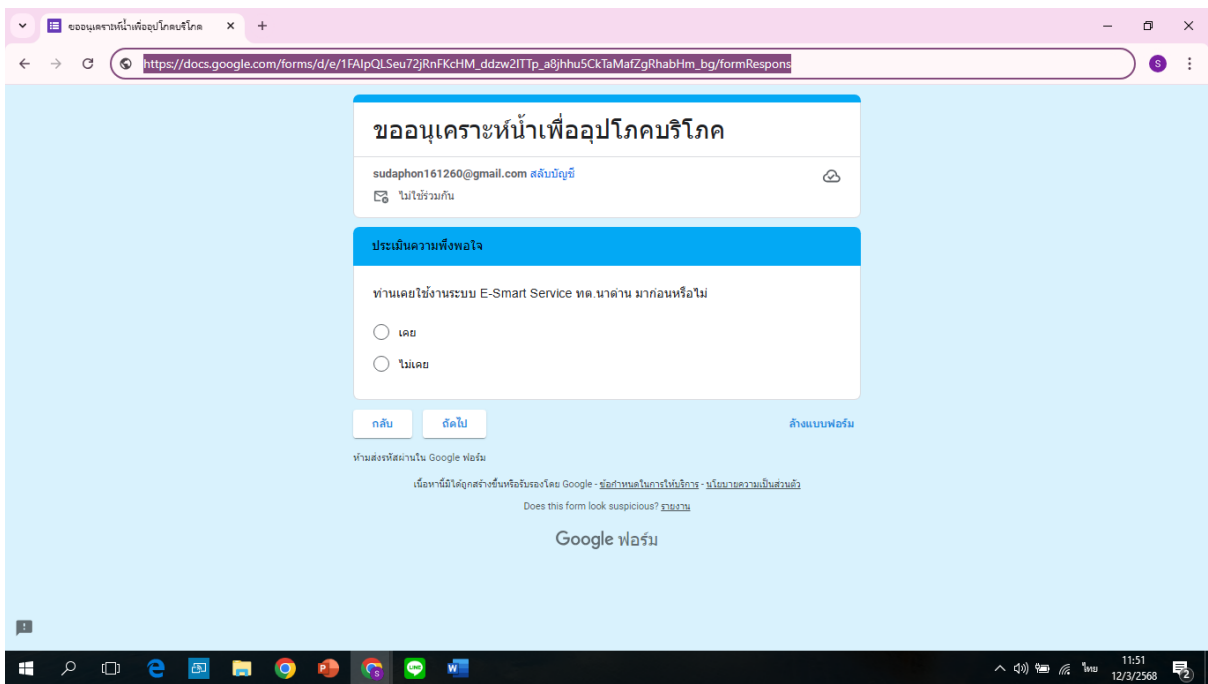 ขออนุเคราะห์น้ำเพื่ออุปโภคบริโภค
https://docs.google.com/forms/d/e/1FAIpQLSeu72jRnFKcHM_ddzw2ITTp_a8jhhu5CkTaMafZgRhabHm_bg/formRespons
S
ขออนุเคราะห์น้ำเพื่ออุปโภคบริโภค
sudaphon161260@gmail.com สลับบัญชี
ไม่ใช้ร่วมกัน
ประเมินความพึงพอใจ
ท่านเคยใช้งานระบบ E-Smart Service ทต.นาด่าน มาก่อนหรือไม่
เคย
ไม่เคย
กลับ ถัดไป ล้างแบบฟอร์ม
ห้ามส่งรหัสผ่านใน Google ฟอร์ม
เนื้อหานี้มิได้ถูกสร้างขึ้นหรือรับรองโดย Google - ข้อกำหนดในการให้บริการ - นโยบายความเป็นส่วนตัว
Does this form look suspicious? รายงาน
Google ฟอร์ม
ไทย
11:51
12/3/2568
2